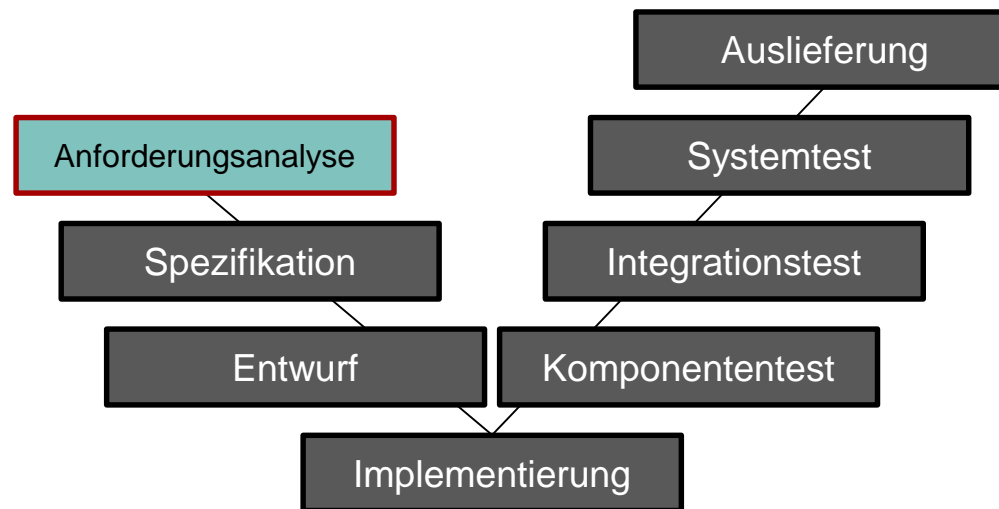 Auslieferung
Anforderungsanalyse
Systemtest
Spezifikation
Integrationstest
Entwurf
Komponententest
Implementierung